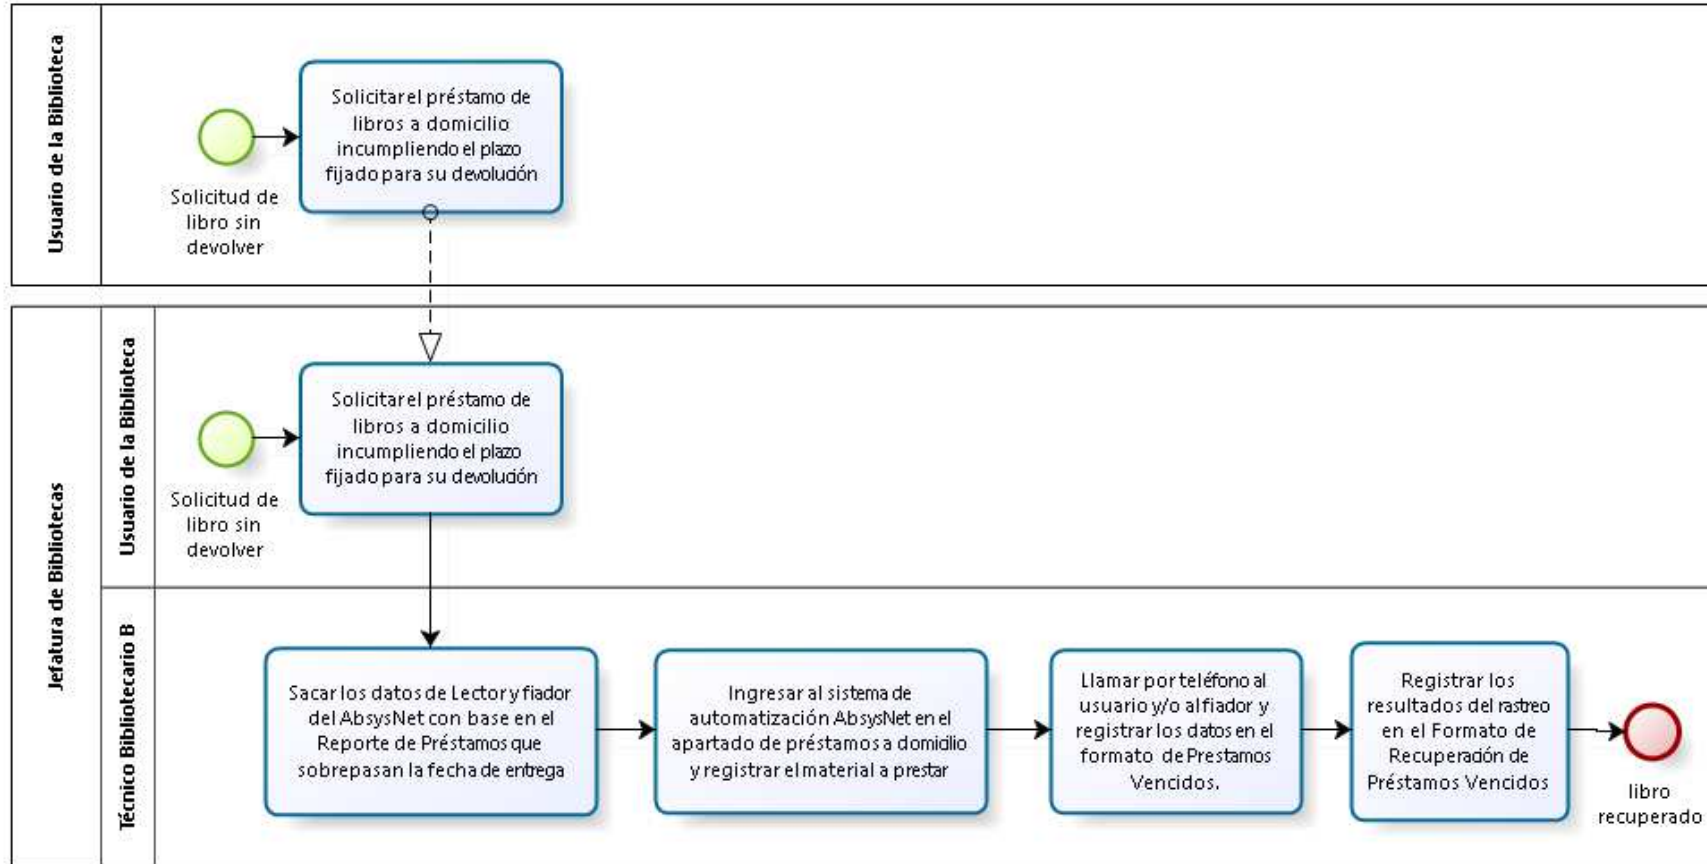 Usuario de la Biblioteca
Solicitar el préstamo de
libros a domicilio
incumpliendo el plazo
fijado para su devolución
Solicitud de
libro sin
devolver
Jefatura de Bibliotecas
Usuario de la Biblioteca
Solicitar el préstamo de
libros a domicilio
incumpliendo el plazo
fijado para su devolución
Solicitud de
libro sin
devolver
Técnico Bibliotecario B
Sacar los datos de Lector y fiador
del AbsysNet con base en el
Reporte de Préstamos que
sobrepasan la fecha de entrega
Ingresar al sistema de
automatización AbsysNet en el
apartado de préstamos a domicilio
y registrar el material a prestar
Llamar por teléfono al
usuario y/o al fiador y
registrar los datos en el
formato de Prestamos
Vencidos.
Registrar los
resultados del rastreo
en el Formato de
Recuperación de
Préstamos Vencidos
libro
recuperado